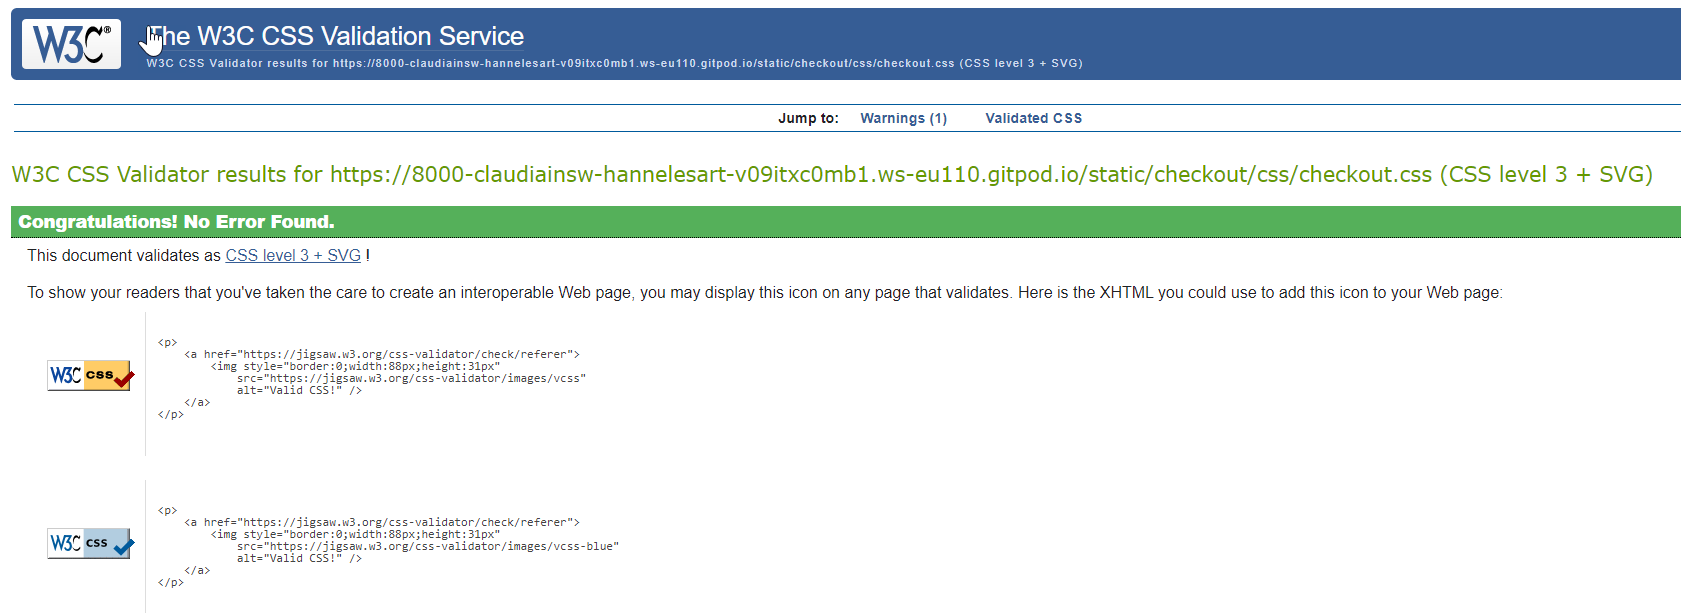 W3C®
The W3C CSS Validation Service
W3C CSS Validator results for https://8000-claudiainsw-hannelesart-v09itxc0mb1.ws-eu110.gitpod.io/static/checkout/css/checkout.css (CSS level 3 + SVG)
Jump to: Warnings (1) Validated CSS
W3C CSS Validator results for https://8000-claudiainsw-hannelesart-v09itxc0mb1.ws-eu110.gitpod.io/static/checkout/css/checkout.css (CSS level 3 + SVG)
Congratulations! No Error Found.
This document validates as CSS level 3 + SVG !
To show your readers that you've taken the care to create an interoperable Web page, you may display this icon on any page that validates. Here is the XHTML you could use to add this icon to your Web page:
W3C css
<p>
<a href="https://jigsaw.w3.org/css-validator/check/referer">
<img style="border:0;width:88px;height:31px"
src="https://jigsaw.w3.org/css-validator/images/vcss"
alt="Valid CSS!" />
</a>
</p>
W3C css
<p>
<a href="https://jigsaw.w3.org/css-validator/check/referer">
<img style="border:0;width:88px;height:31px"
src="https://jigsaw.w3.org/css-validator/images/vcss-blue"
alt="Valid CSS!" />
</a>
</p>